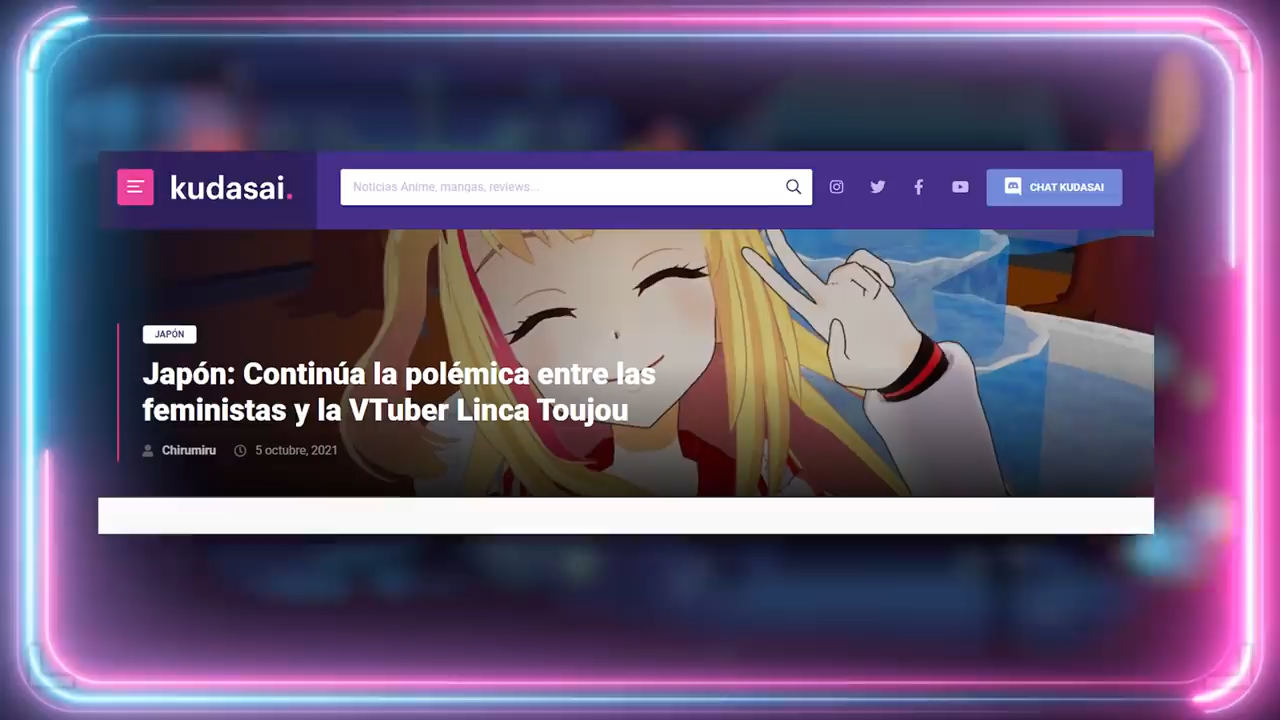 kudasai.
Noticias Anime, mangas, reviews...
CHAT KUDASAI
JAPÓN
Japón: Continúa la polémica entre las
feministas y la VTuber Linca Toujou
Chirumiru 5 octubre, 2021